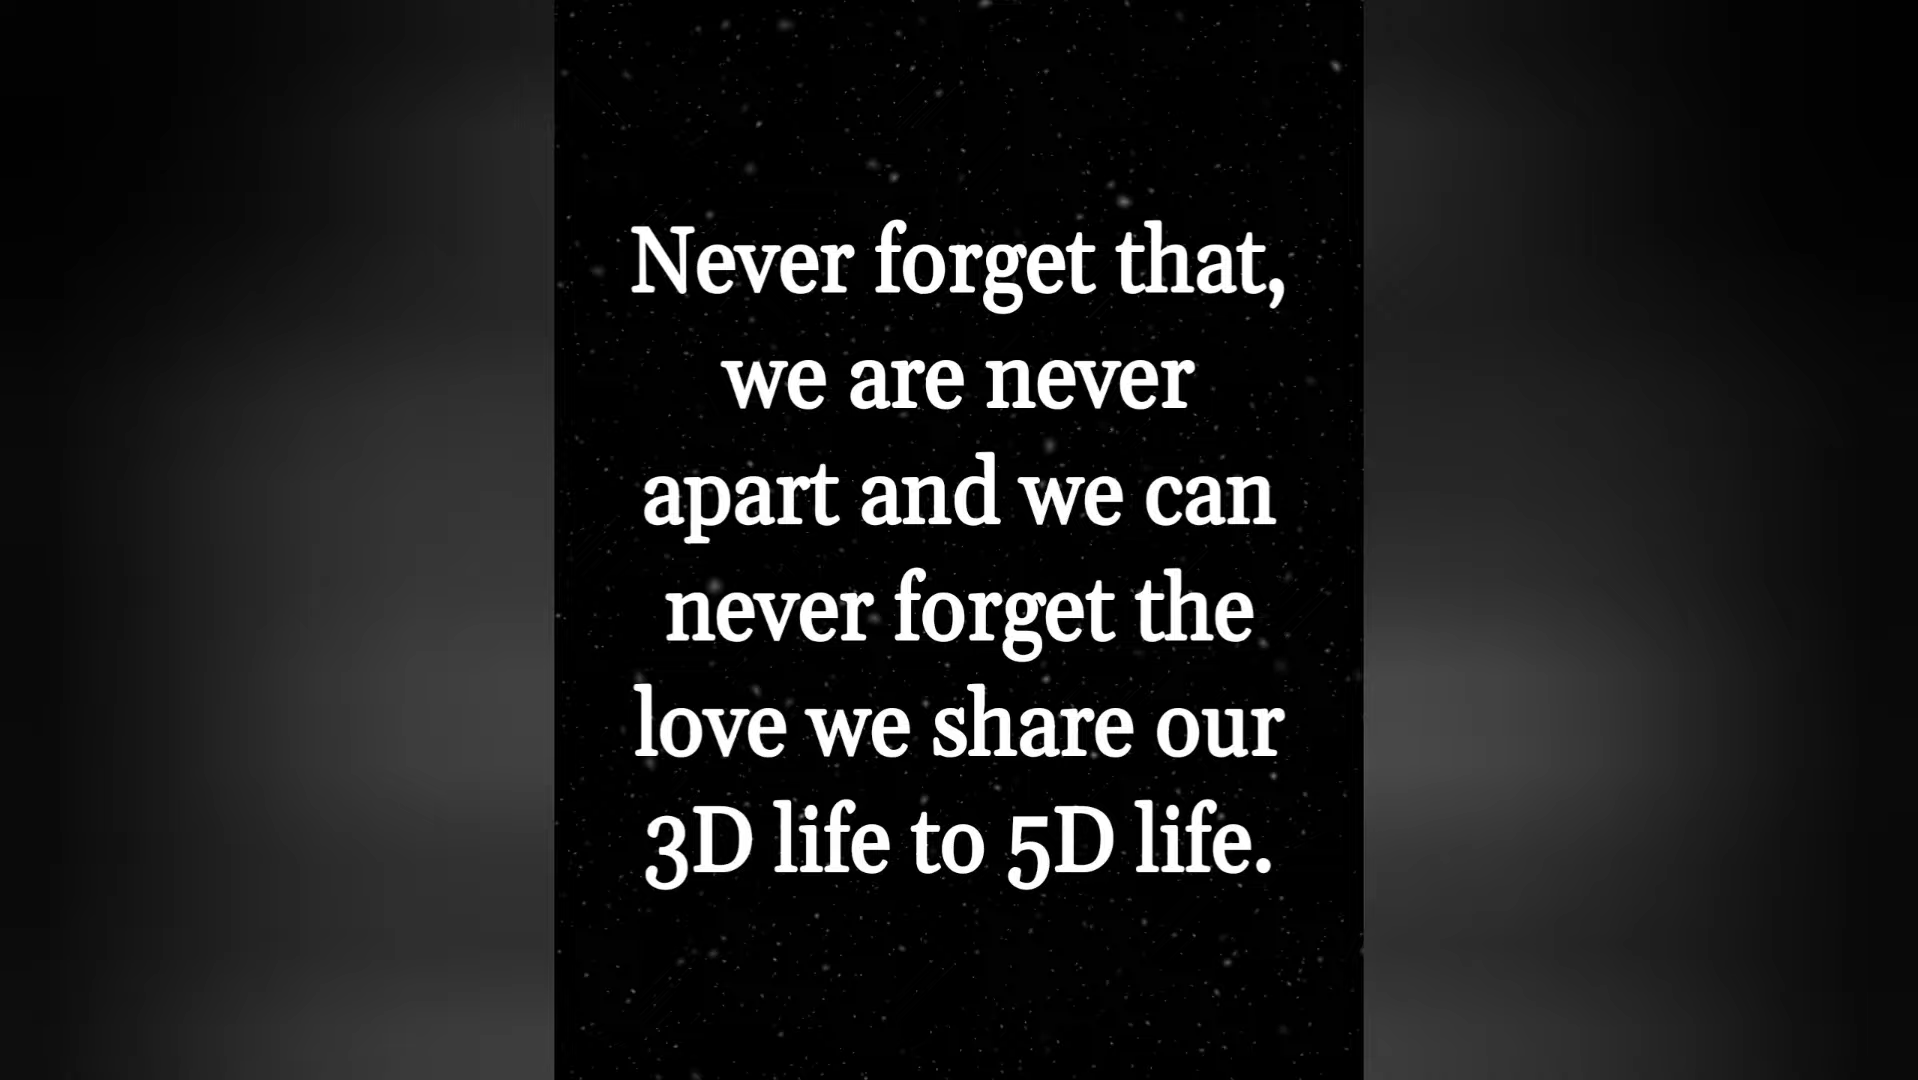 Never forget that,
we are never
apart and we can
never forget the
love we share our
3D life to 5D life.